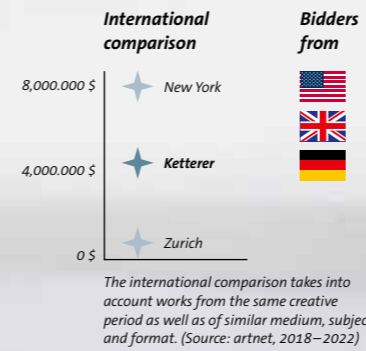 International
comparison
Bidders
from
8,000.000 $
New York
4,000.000 $
Ketterer
0 $
Zurich
The international comparison takes into
account works from the same creative
period as well as of similar medium, subjec
and format. (Source: artnet, 2018–2022)